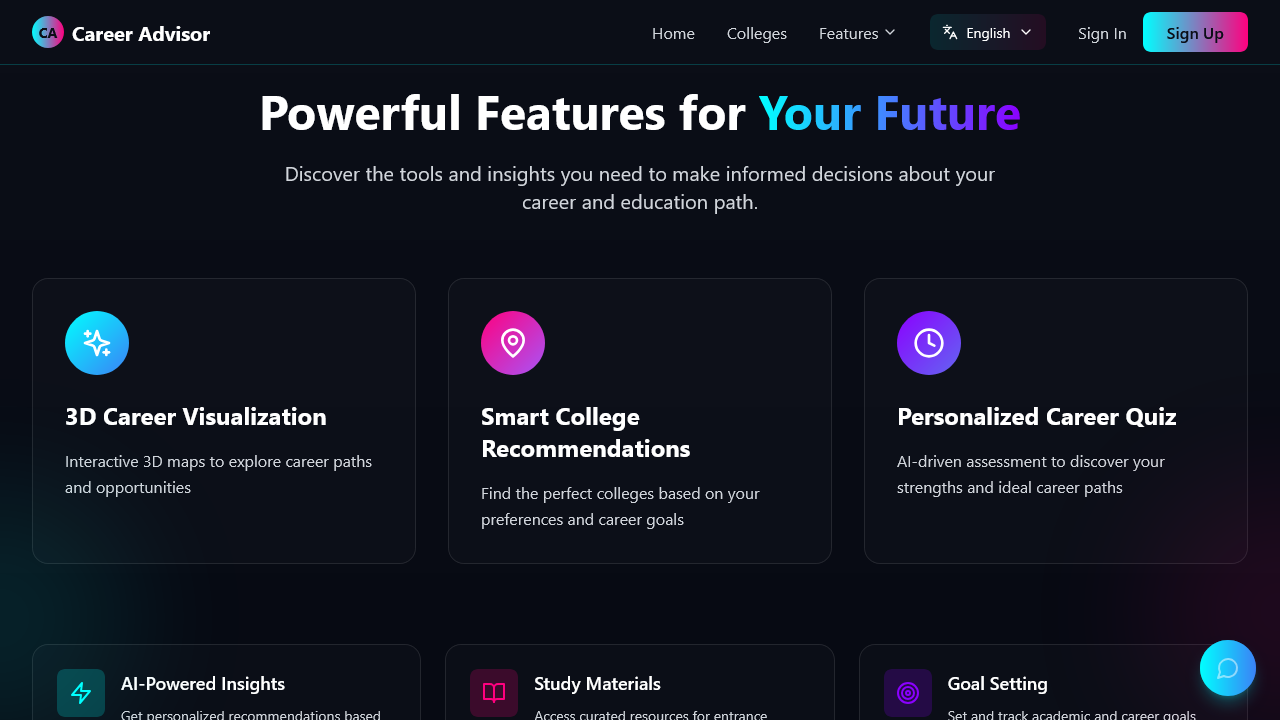 CA Career Advisor
Home
Colleges
Features
English
Sign In
Sign Up
Powerful Features for Your Future
Discover the tools and insights you need to make informed decisions about your
career and education path.
3D Career Visualization
Interactive 3D maps to explore career paths
and opportunities
Smart College
Recommendations
Find the perfect colleges based on your
preferences and career goals
Personalized Career Quiz
AI-driven assessment to discover your
strengths and ideal career paths
AI-Powered Insights
Get personalized recommendations based
Study Materials
Access curated resources for entrance
Goal Setting
Set and track academic and career goals